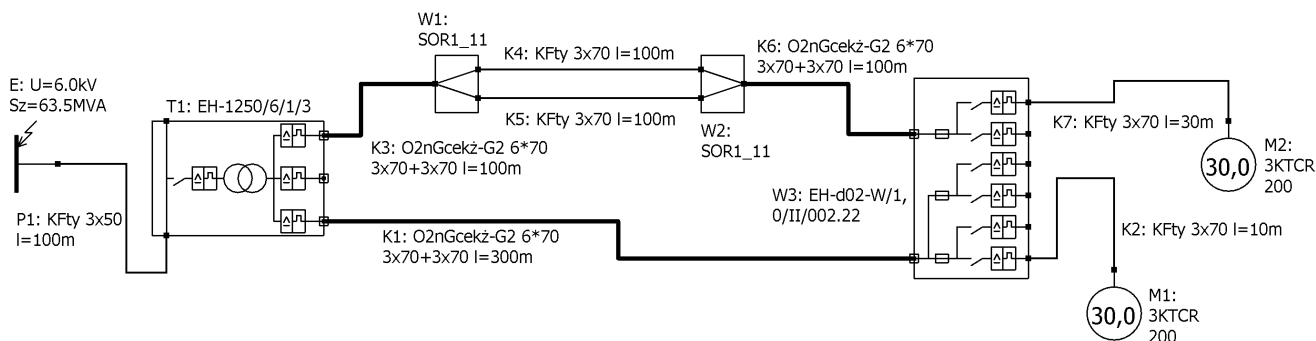 E: U=6.0kV
Sz=63.5MVA
P1: KFty 3x50
l=100m
T1: EH-1250/6/1/3
K3: O2nGcekż-G2 6*70
3x70+3x70 l=100m
K1: O2nGcekż-G2 6*70
3x70+3x70 l=300m
W1:
SOR1_11
K4: KFty 3x70 l=100m
K5: KFty 3x70 l=100m
W2:
SOR1_11
K6: O2nGcekż-G2 6*70
3x70+3x70 l=100m
W3: EH-d02-W/1,
0/II/002.22
K7: KFty 3x70 l=30m
30,0
M2:
3KTCR
200
K2: KFty 3x70 l=10m
30,0
M1:
3KTCR
200